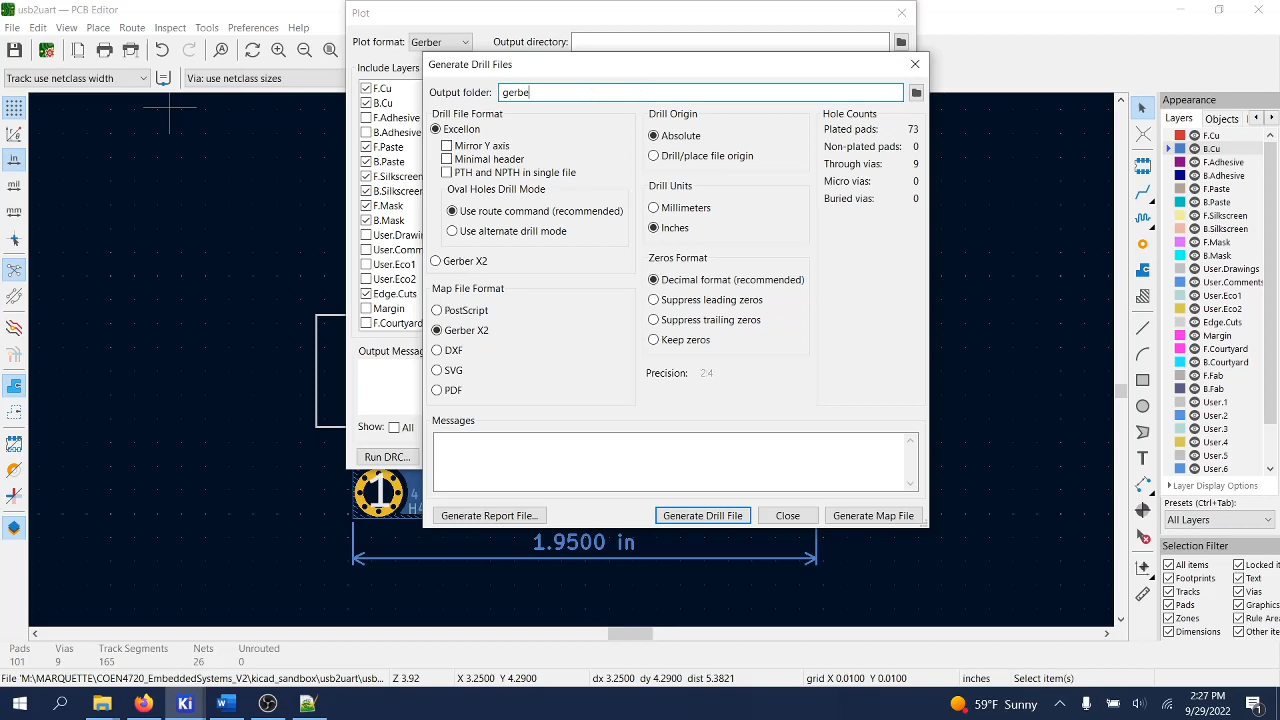 usb2uart — PCB Editor
File Edit View Place Route Inspect Tools Preferences Help
Track: use netclass width
Via: use netclass sizes
Plot
Plot format: Gerber
Output directory:
Include Layers
F.Cu
B.Cu
F.Adhesive
B.Adhesive
F.Paste
B.Paste
F.Silkscreen
B.Silkscreen
F.Mask
B.Mask
User.Drawin
User.Comm
User.Eco1
User.Eco2
Edge.Cuts
Margin
F.Courtyard
Output Messag
Show: All
Run DRC...
Generate Drill Files
Output folder: gerbe
Drill File Format
Excellon
Mirror Y axis
Minimal header
PTH and NPTH in single file
Oval Holes Drill Mode
Use route command (recommended)
Use alternate drill mode
Gerber X2
Map File Format
PostScript
Gerber X2
DXF
SVG
PDF
Drill Origin
Absolute
Drill/place file origin
Drill Units
Millimeters
Inches
Zeros Format
Decimal format (recommended)
Suppress leading zeros
Suppress trailing zeros
Keep zeros
Precision: 2:4
Hole Counts
Plated pads: 73
Non-plated pads: 0
Through vias: 9
Micro vias: 0
Buried vias: 0
Messages
Generate Report File...
Generate Drill File
Close
Generate Map File
in
mil
mm
1
4
H4
1.9500 in
Appearance
Layers Objects
F.Cu
B.Cu
F.Adhesive
B.Adhesive
F.Paste
B.Paste
F.Silkscreen
B.Silkscreen
F.Mask
B.Mask
User.Drawings
User.Comments
User.Eco1
User.Eco2
Edge.Cuts
Margin
F.Courtyard
B.Courtyard
F.Fab
B.Fab
User.1
User.2
User.3
User.4
User.5
User.6
Layer Display Options
Presets (Ctrl+Tab):
All Layers
Selection Filter
All items
Locked it
Footprints
Text
Tracks
Vias
Pads
Graphics
Zones
Rule Area
Dimensions
Other ite
Pads Vias Track Segments Nets Unrouted
101 9 165 26 0
File 'M:\MARQUETTE\COEN4720_EmbeddedSystems_V2\kicad_sandbox\usb2uart\usb... Z 3.92 X 3.2500 Y 4.2900 dx 3.2500 dy 4.2900 dist 5.3821 grid X 0.0100 Y 0.0100 inches Select item(s)
Ki
59°F Sunny
2:27 PM
9/29/2022